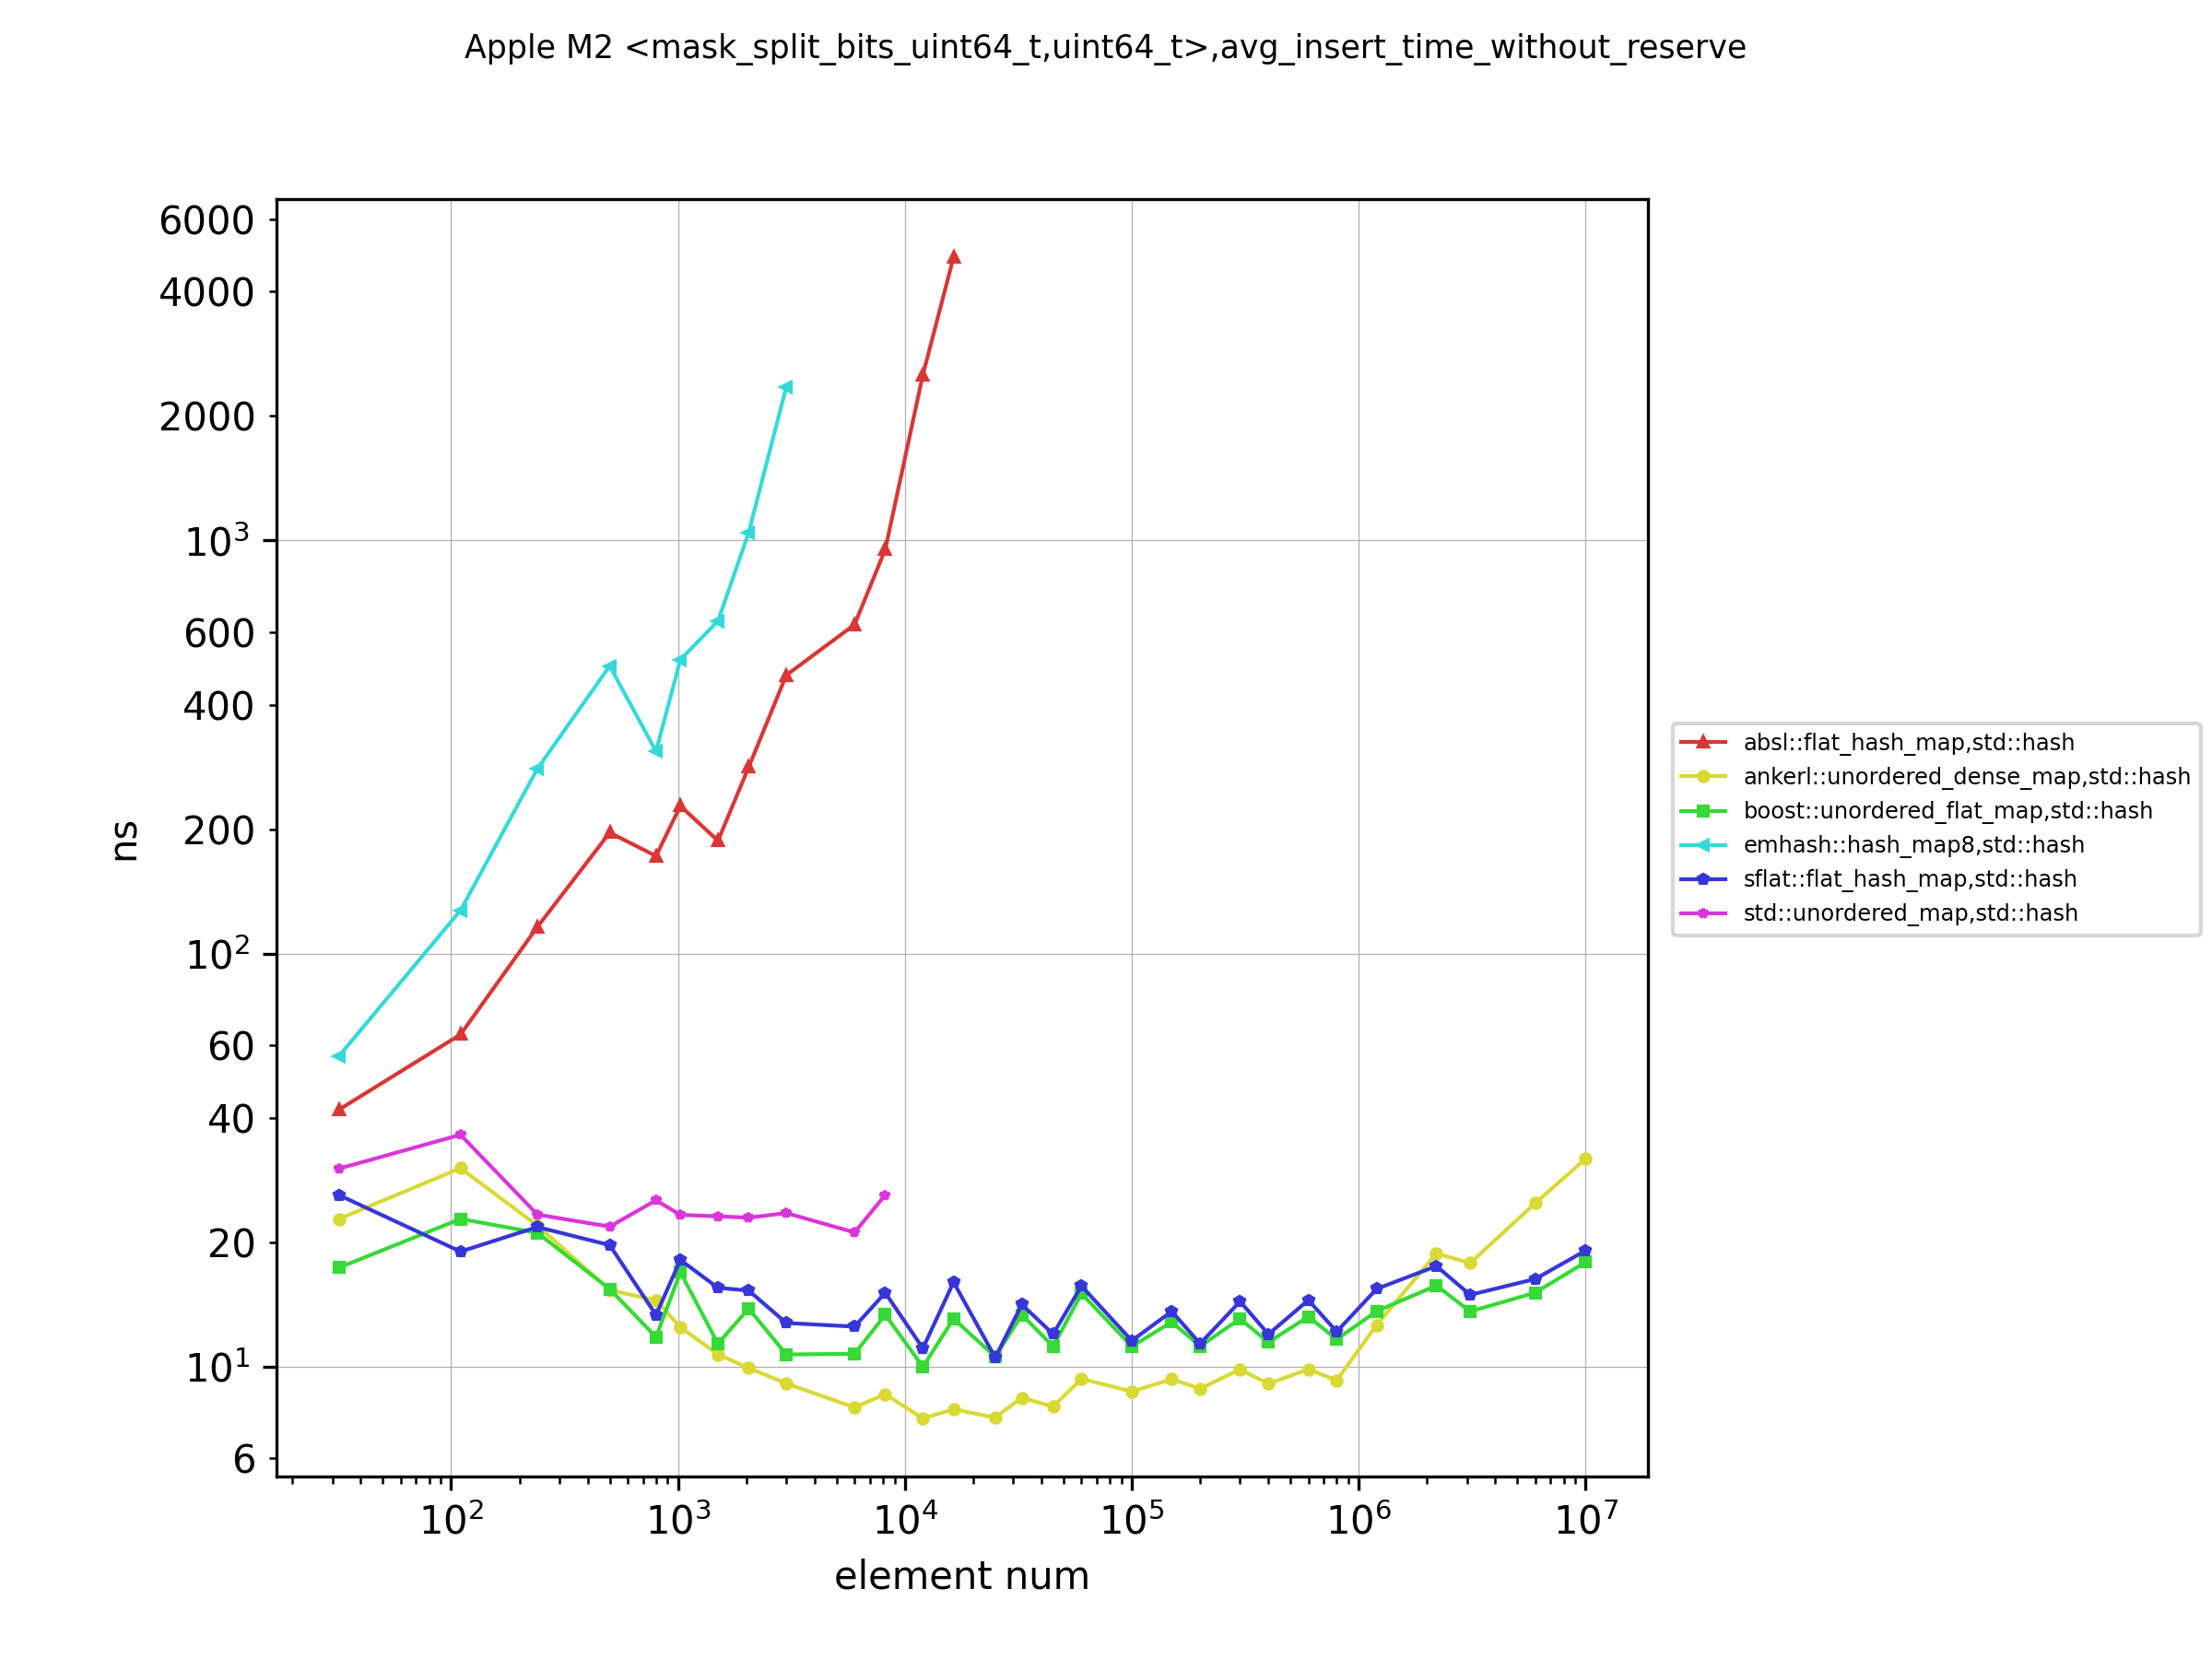 Apple M2 <mask_split_bits_uint64_t,uint64_t>,avg_insert_time_without_reserve
6000
4000
2000
10³
600
400
200
10²
60
40
20
10¹
6
ns
10²
10³
10⁴
10⁵
10⁶
10⁷
element num
absl::flat_hash_map,std::hash
ankerl::unordered_dense_map,std::hash
boost::unordered_flat_map,std::hash
emhash::hash_map8,std::hash
sflat::flat_hash_map,std::hash
std::unordered_map,std::hash